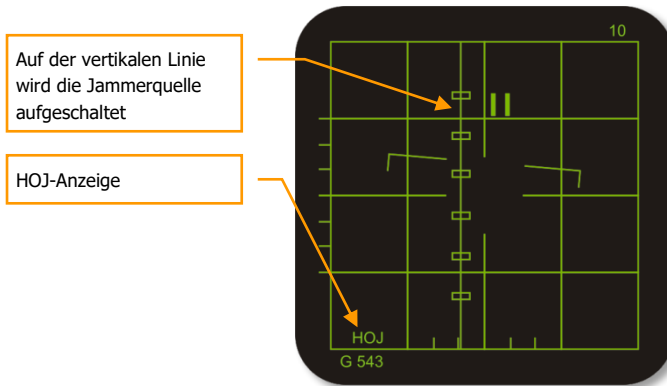 Auf der vertikalen Linie
wird die Jammerquelle
aufgeschaltet
HOJ-Anzeige
10
HOJ
G 543